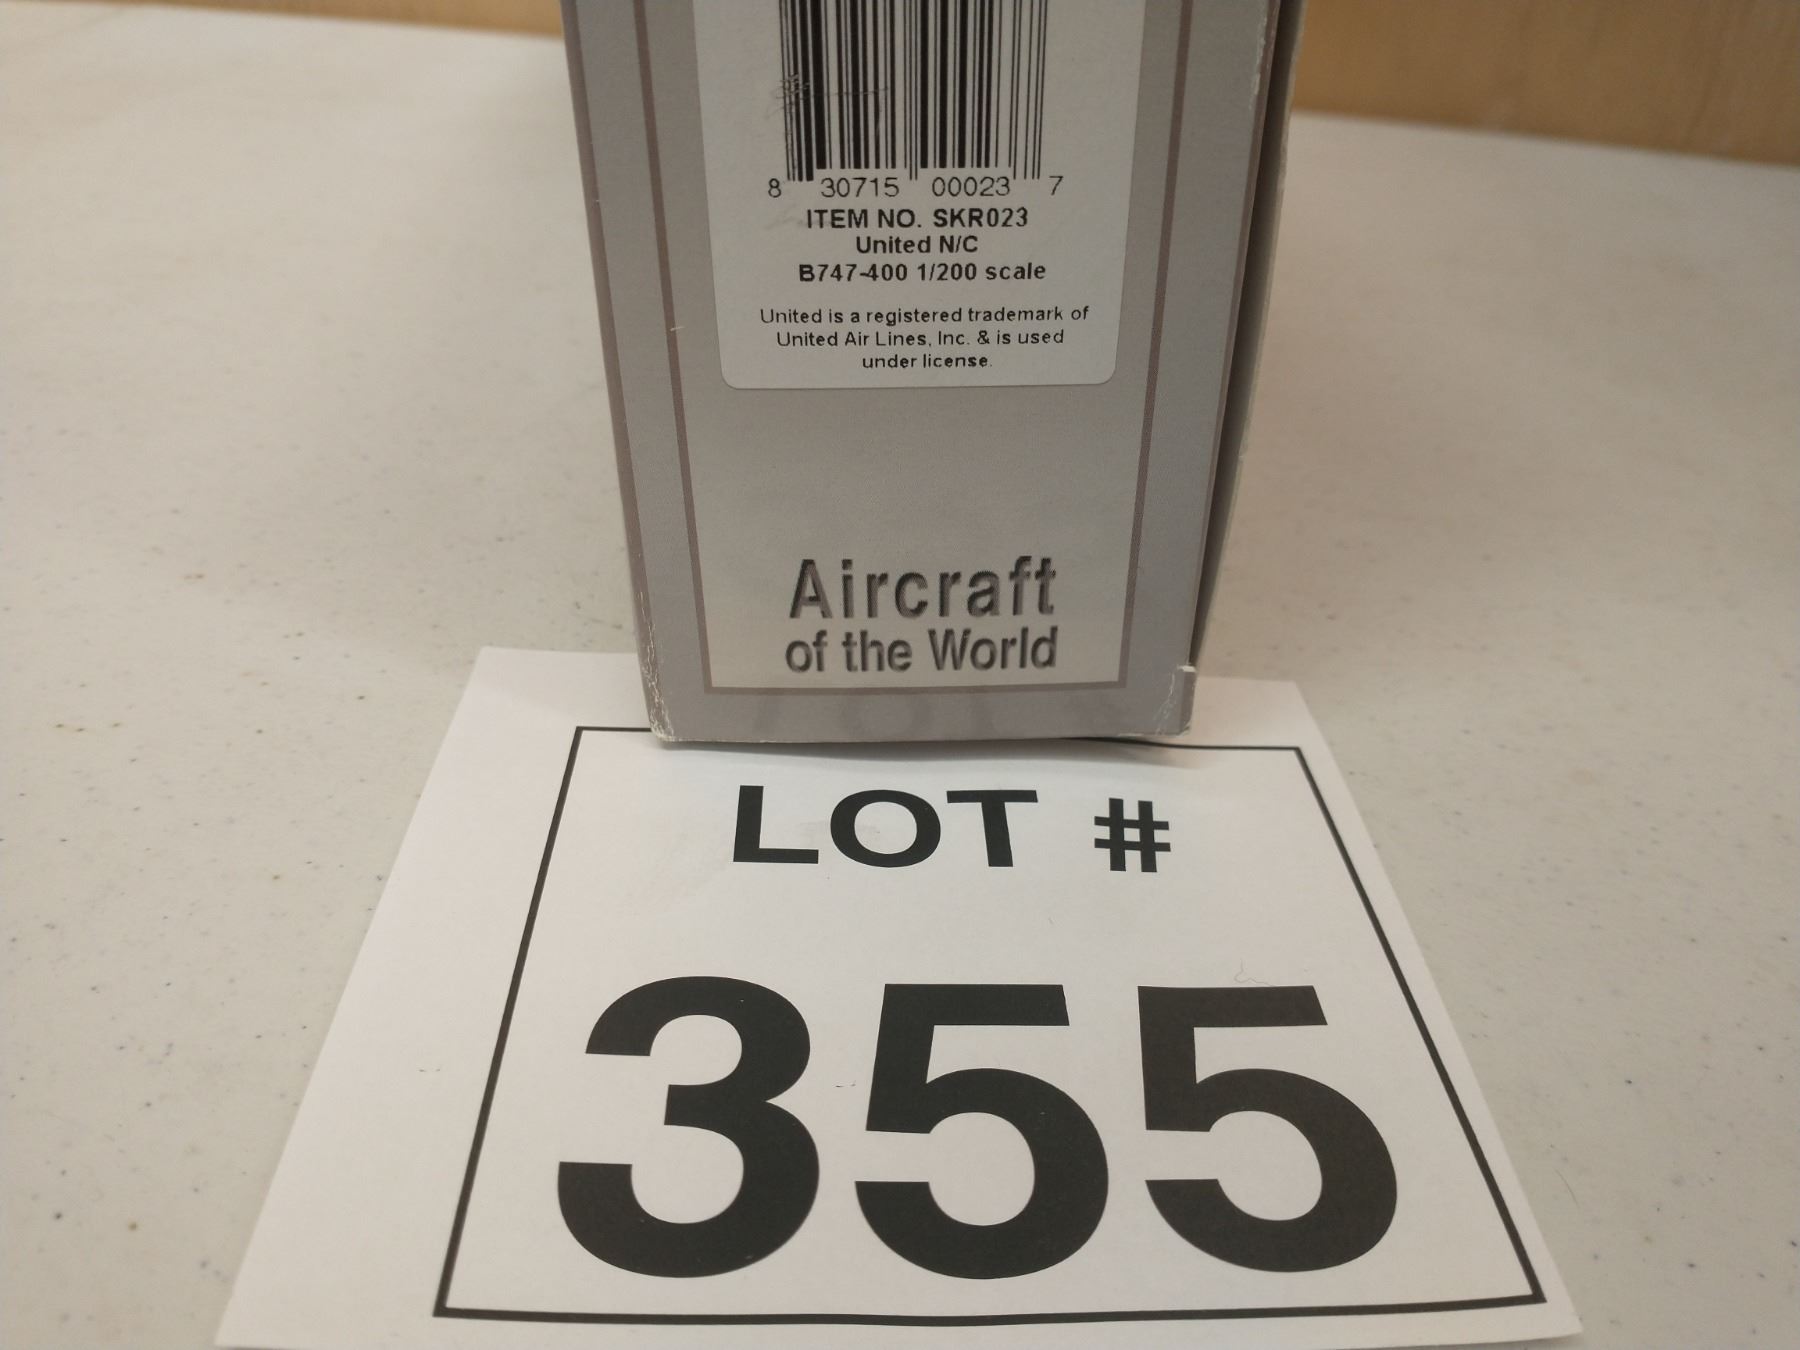 8 30715 00023 7
ITEM NO. SKR023
United N/C
B747-400 1/200 scale
United is a registered trademark of
United Air Lines, Inc. & is used
under license.
Aircraft
of the World
LOT #
355